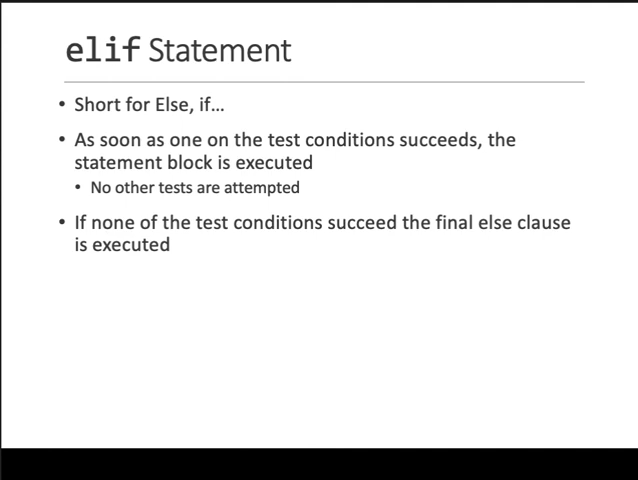 elif Statement
• Short for Else, if...
• As soon as one on the test conditions succeeds, the
statement block is executed
• No other tests are attempted
• If none of the test conditions succeed the final else clause
is executed